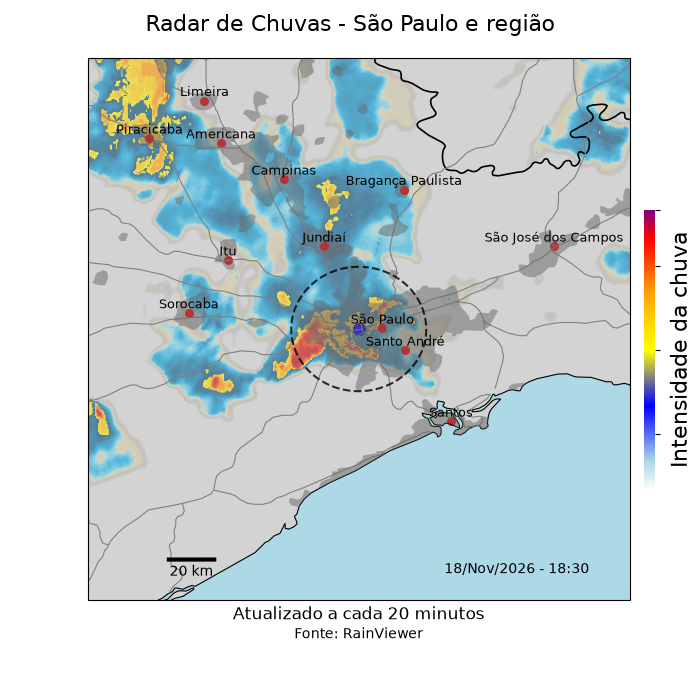 Radar de Chuvas - São Paulo e região
Limeira
Piracicaba
Americana
Campinas
Bragança Paulista
Jundiaí
São José dos Campos
Itu
Sorocaba
São Paulo
Santo André
Santos
Intensidade da chuva
20 km
18/Nov/2026 - 18:30
Atualizado a cada 20 minutos
Fonte: RainViewer